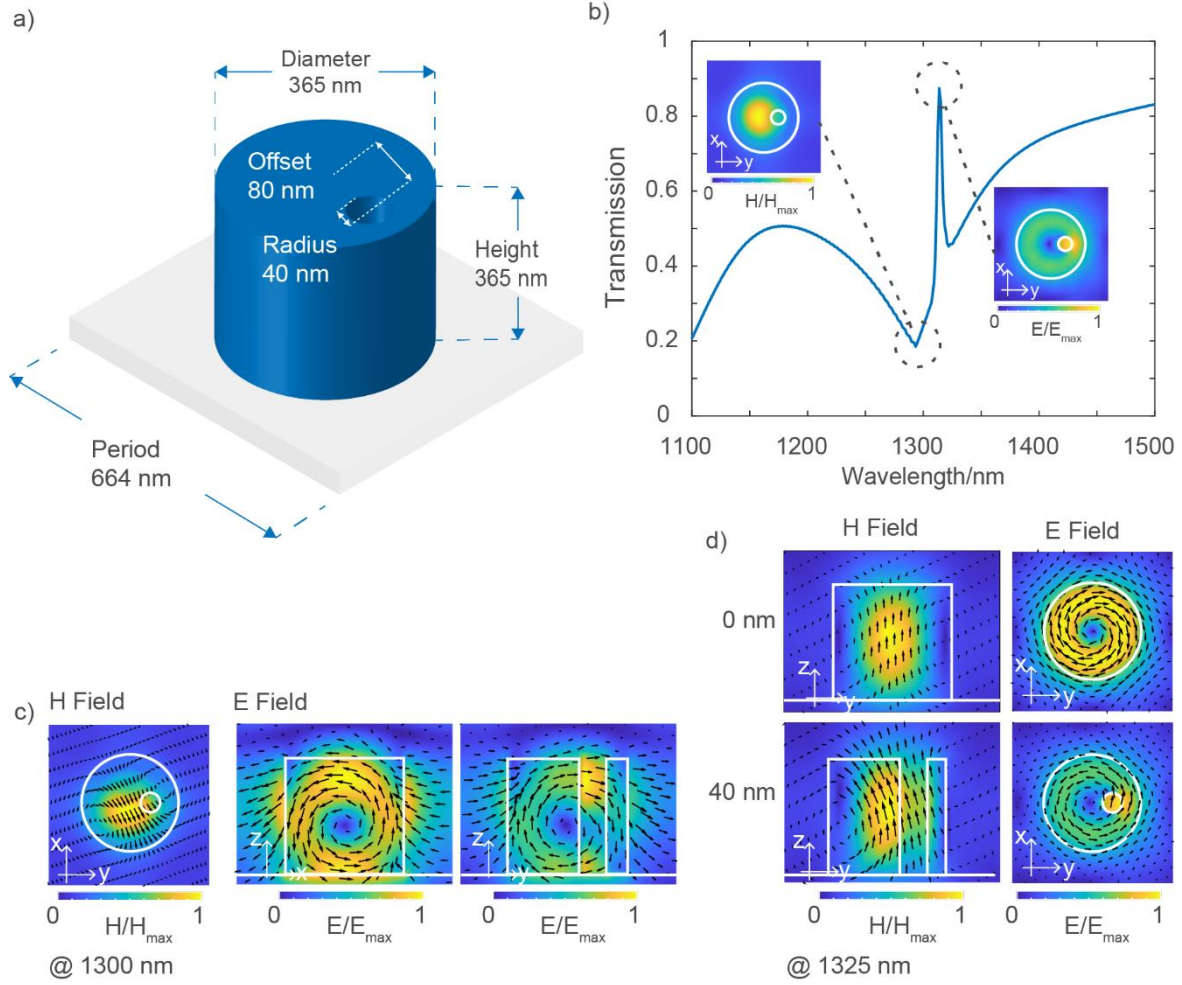 a)
Diameter
365 nm
Offset
80 nm
Radius
40 nm
Height
365 nm
Period
664 nm
b)
1
0.8
0.6
0.4
0.2
0
Transmission
1100
1200
1300
1400
1500
Wavelength/nm
x
y
0 1
H/Hmax
x
y
0 1
E/Emax
c)
H Field
E Field
x
y
z
x
z
y
0 1
H/Hmax
0 1
E/Emax
0 1
E/Emax
@ 1300 nm
d)
H Field
E Field
0 nm
z
y
x
y
40 nm
z
y
x
y
0 1
H/Hmax
0 1
E/Emax
@ 1325 nm